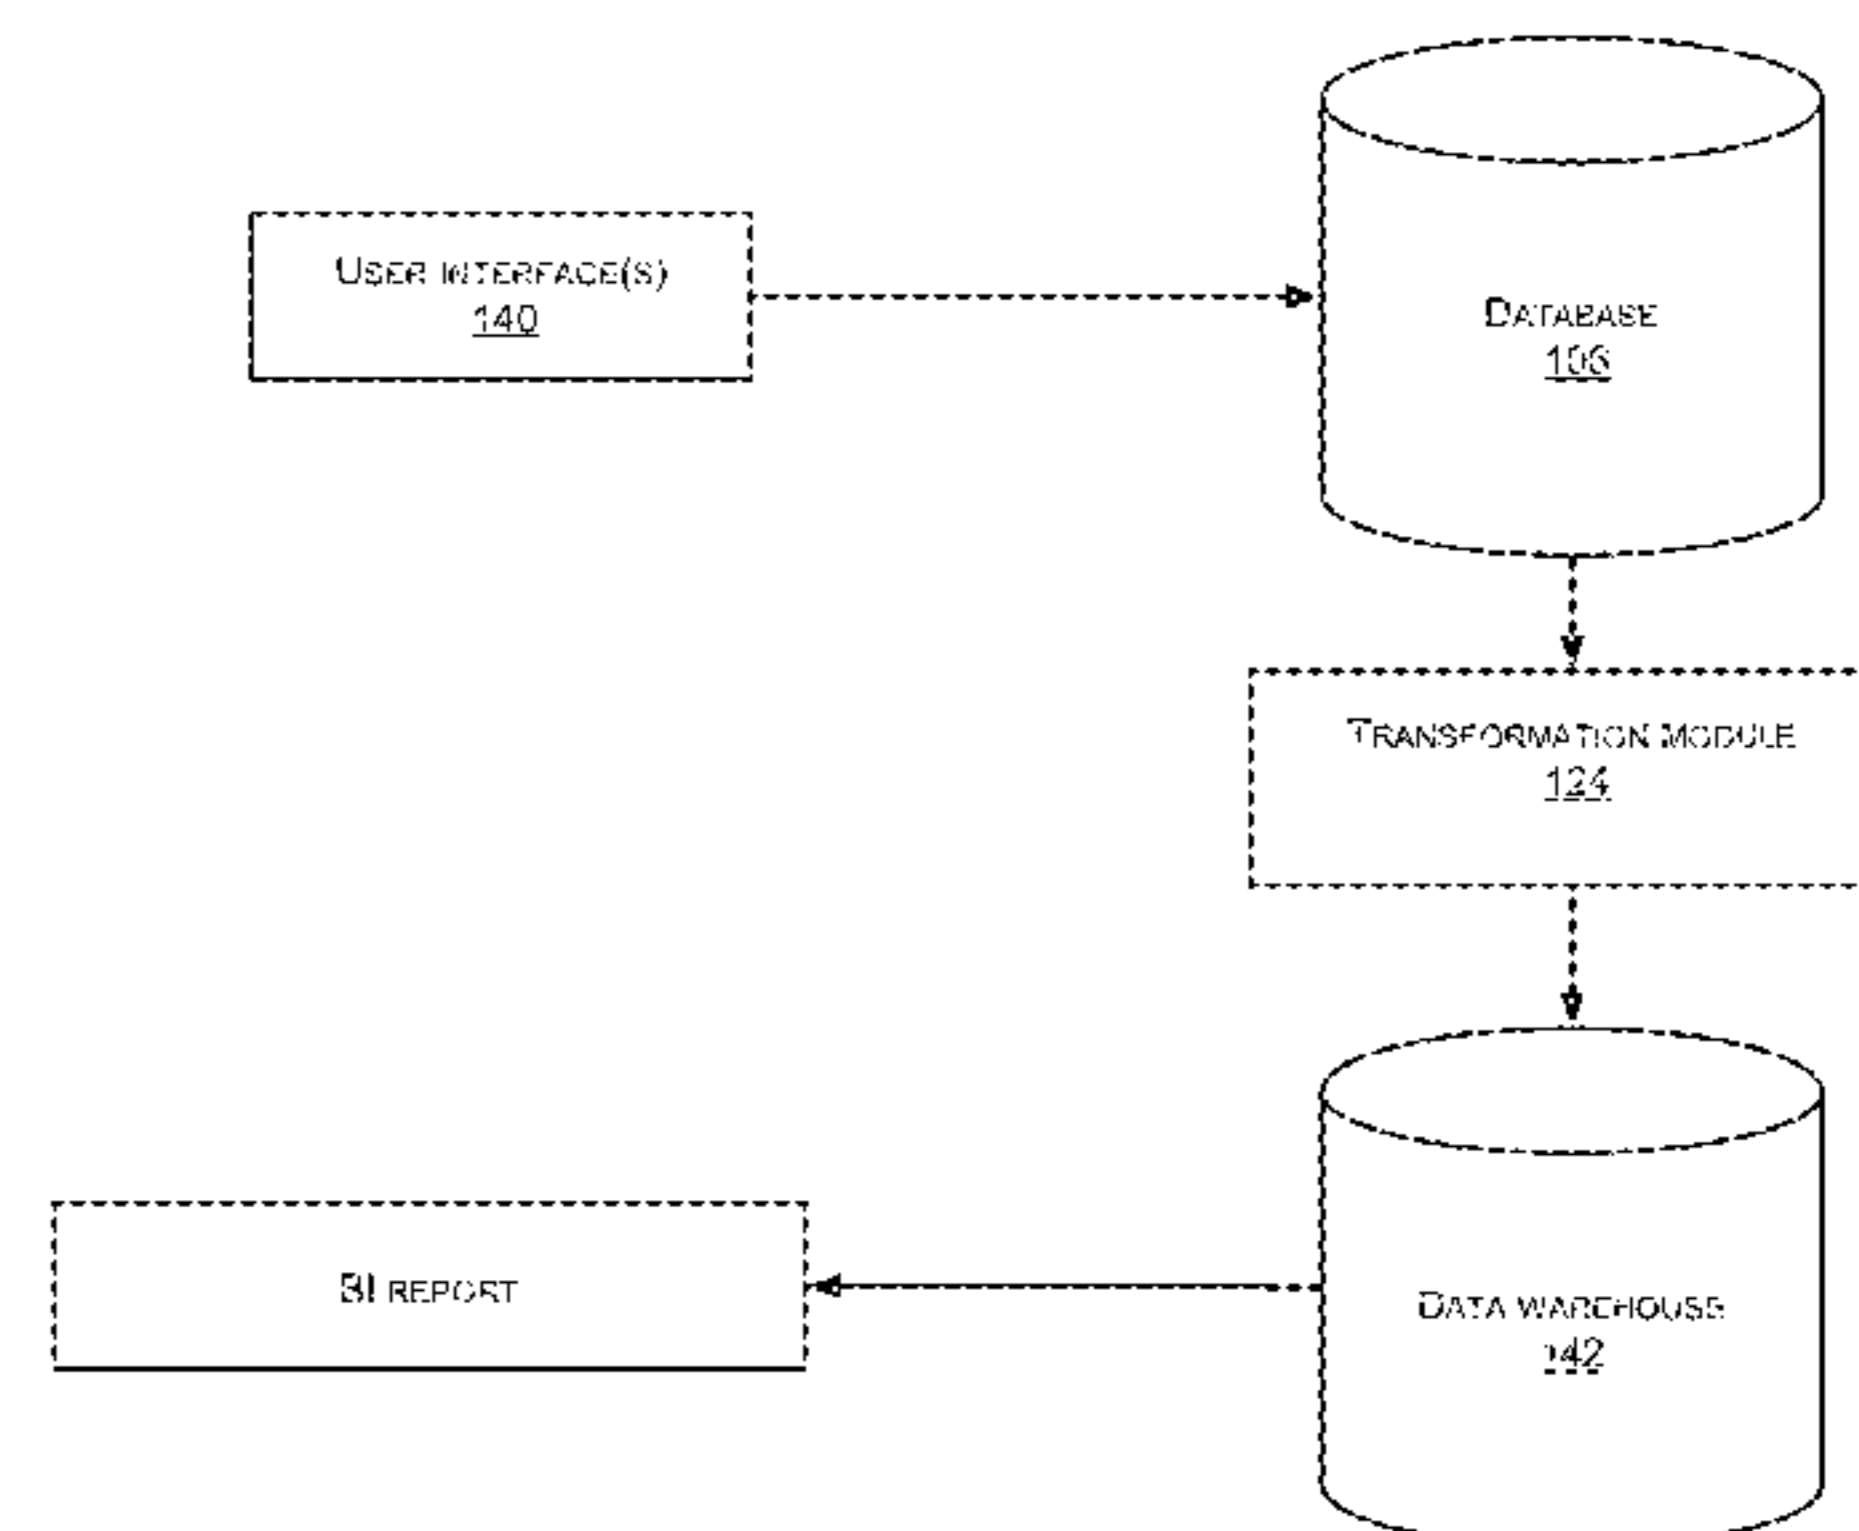 User interface(s)
140
Database
106
Transformation module
124
BI report
Data warehouse
142